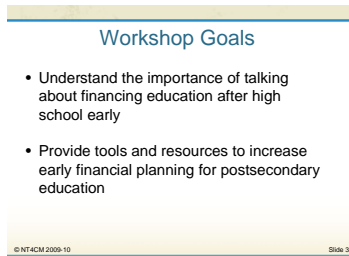 Workshop Goals
• Understand the importance of talking
about financing education after high
school early
• Provide tools and resources to increase
early financial planning for postsecondary
education
© NT4CM 2009-10 Slide 3